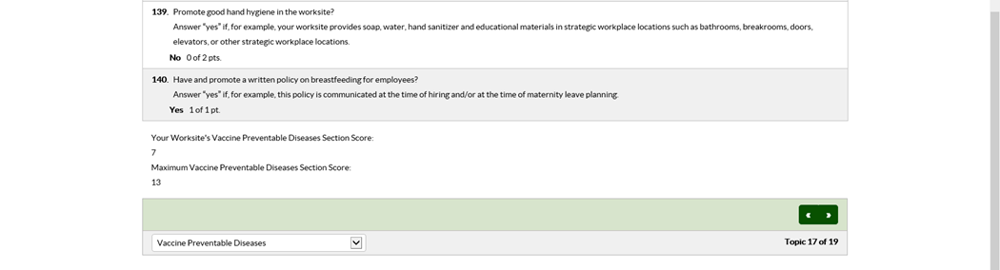 139. Promote good hand hygiene in the worksite?
Answer “yes” if, for example, your worksite provides soap, water, hand sanitizer and educational materials in strategic workplace locations such as bathrooms, breakrooms, doors,
elevators, or other strategic workplace locations.
No 0 of 2 pts.
140. Have and promote a written policy on breastfeeding for employees?
Answer “yes” if, for example, this policy is communicated at the time of hiring and/or at the time of maternity leave planning.
Yes 1 of 1 pt.
Your Worksite's Vaccine Preventable Diseases Section Score:
7
Maximum Vaccine Preventable Diseases Section Score:
13
« »
Vaccine Preventable Diseases
Topic 17 of 19